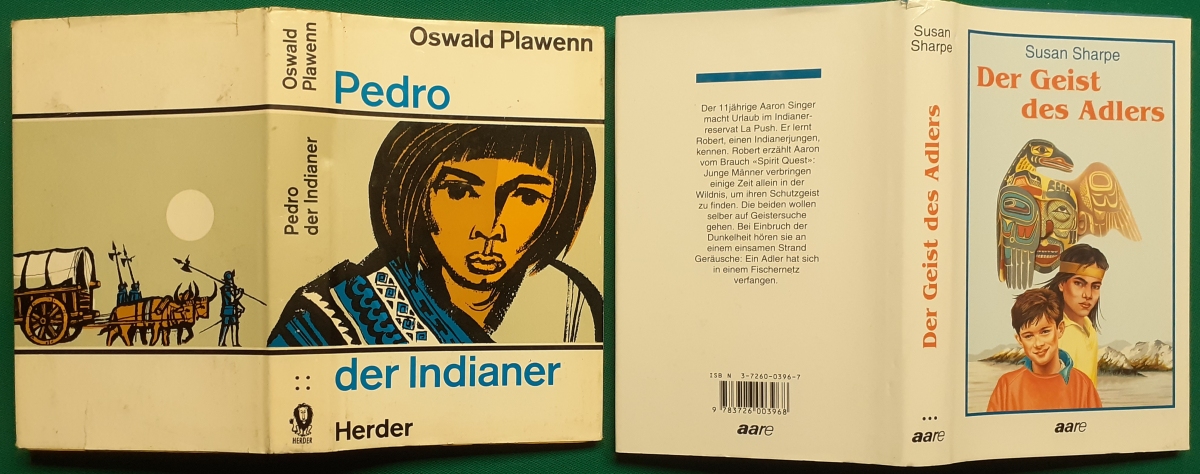 Oswald Plawenn
Pedro
der Indianer
Herder
Oswald
Plawenn
Pedro
der Indianer
::
HERDER
Der 11jährige Aaron Singer
macht Urlaub im Indianer-
reservat La Push. Er lernt
Robert, einen Indianerjungen,
kennen. Robert erzählt Aaron
vom Brauch «Spirit Quest»:
Junge Männer verbringen
einige Zeit allein in der
Wildnis, um ihren Schutzgeist
zu finden. Die beiden wollen
selber auf Geistersuche
gehen. Bei Einbruch der
Dunkelheit hören sie an
einem einsamen Strand
Geräusche: Ein Adler hat sich
in einem Fischernetz
verfangen.
ISBN 3-7260-0396-7
9 783726 003968
aare
Susan
Sharpe
Der Geist des Adlers
...
aare
Susan Sharpe
Der Geist
des Adlers
aare